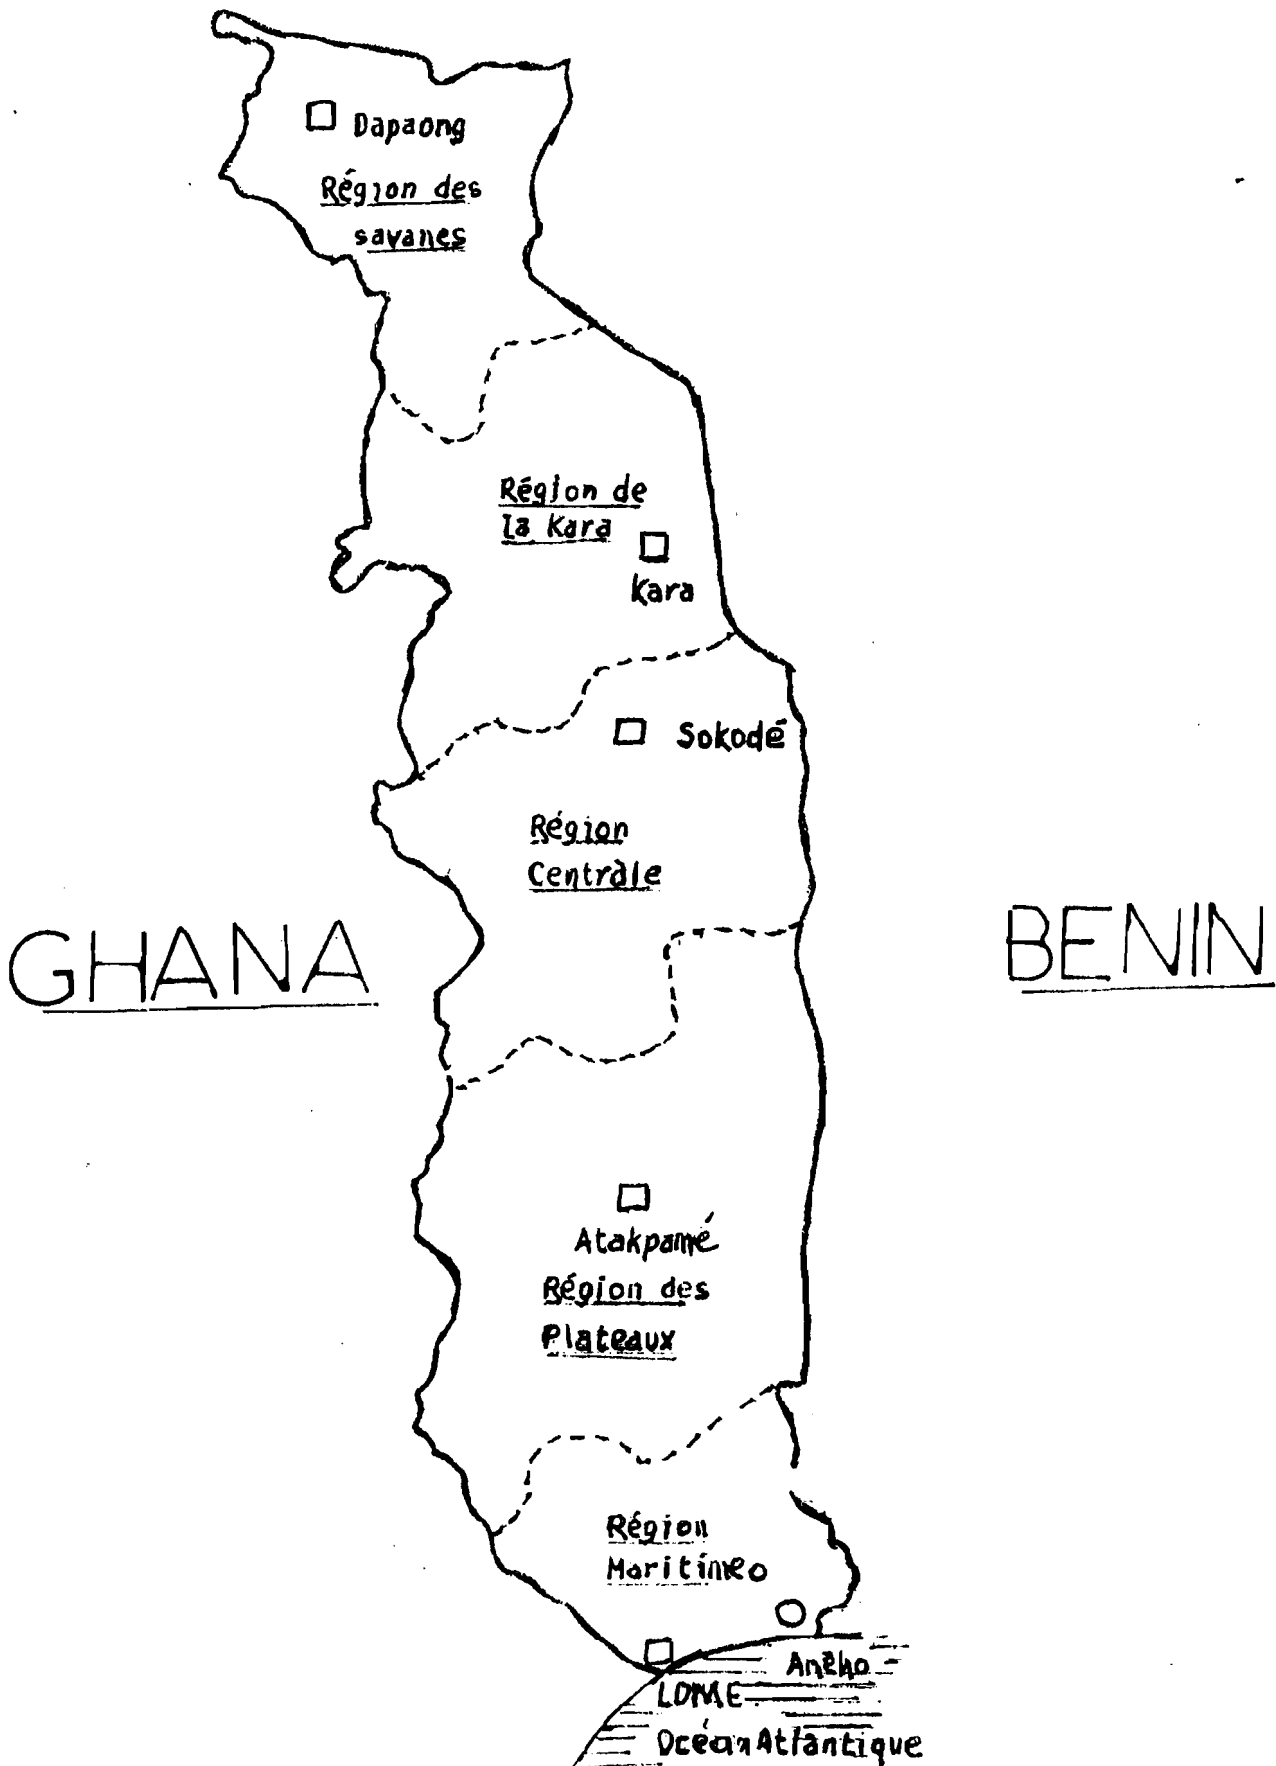 Dapaong
Région des
savanes
Région de
la Kara
Kara
Sokodé
Région
Centrale
GHANA
BENIN
Atakpamé
Région des
Plateaux
Région
Maritime
Aného
LOME
Océan Atlantique